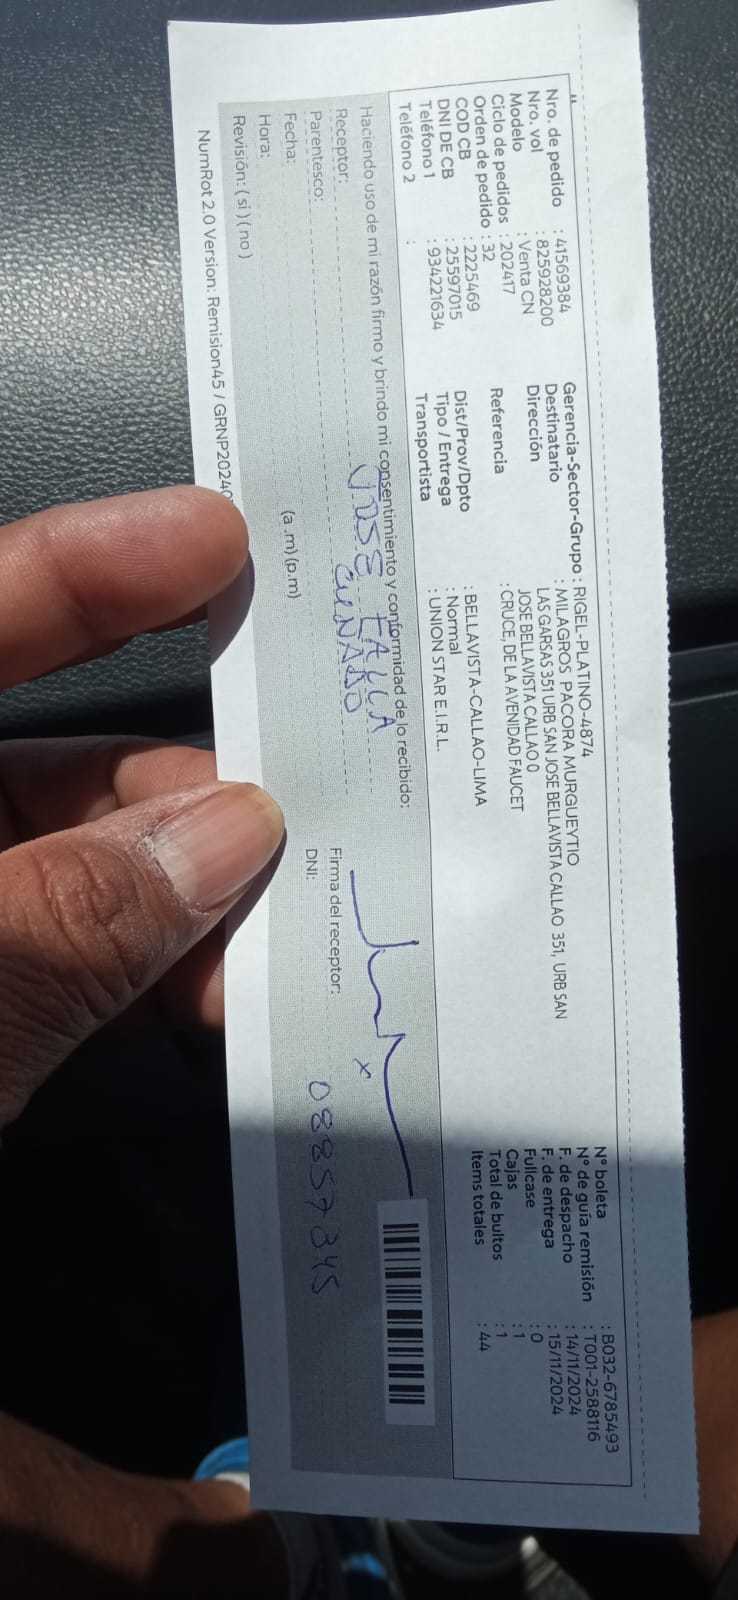 Nro. de pedido : 41569384
Nro. vol : 825928200
Modelo : Venta CN
Ciclo de pedidos : 202417
Orden de pedido : 32
COD CB : 2225469
DNI DE CB : 25597015
Teléfono 1 : 934221634
Teléfono 2 :
Gerencia-Sector-Grupo : RIGEL-PLATINO-4874
Destinatario : MILAGROS PACORA MURGUEYTIO
Dirección : LAS GARSAS 351 URB SAN JOSE BELLAVISTA CALLAO 351, URB SAN
JOSE BELLAVISTA CALLAO 0
Referencia : CRUCE, DE LA AVENIDAD FAUCET
Dist/Prov/Dpto : BELLAVISTA-CALLAO-LIMA
Tipo / Entrega : Normal
Transportista : UNION STAR E.I.R.L.
N° boleta : B032-6785493
N° de guía remisión : T001-2588116
F. de despacho : 14/11/2024
F. de entrega : 15/11/2024
Fullcase : 0
Cajas : 1
Total de bultos : 1
Items totales : 44
Haciendo uso de mi razón firmo y brindo mi consentimiento y conformidad de lo recibido:
Receptor: JOSE FALLA
Parentesco: CUÑADO
Fecha:
Hora: (a .m) (p.m)
Revisión: ( si ) ( no )
Firma del receptor: x
DNI: 08857345
NumRot 2.0 Version: Remision45 / GRNP20240